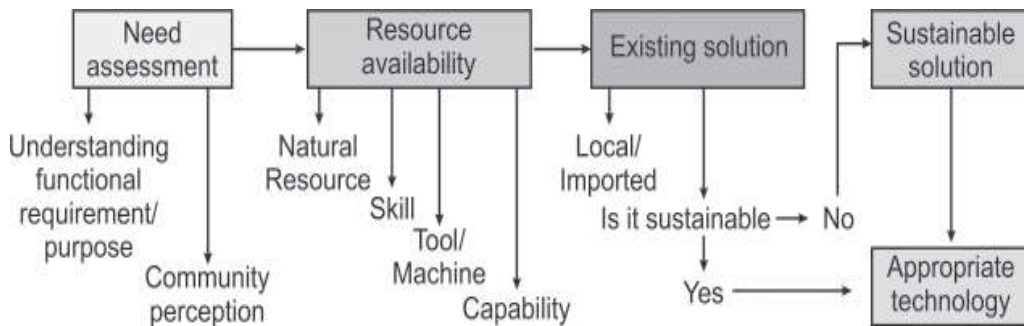 Need
assessment
Resource
availability
Existing solution
Sustainable
solution
Understanding
functional
requirement/
purpose
Community
perception
Natural
Resource
Skill
Tool/
Machine
Capability
Local/
Imported
Is it sustainable
No
Yes
Appropriate
technology